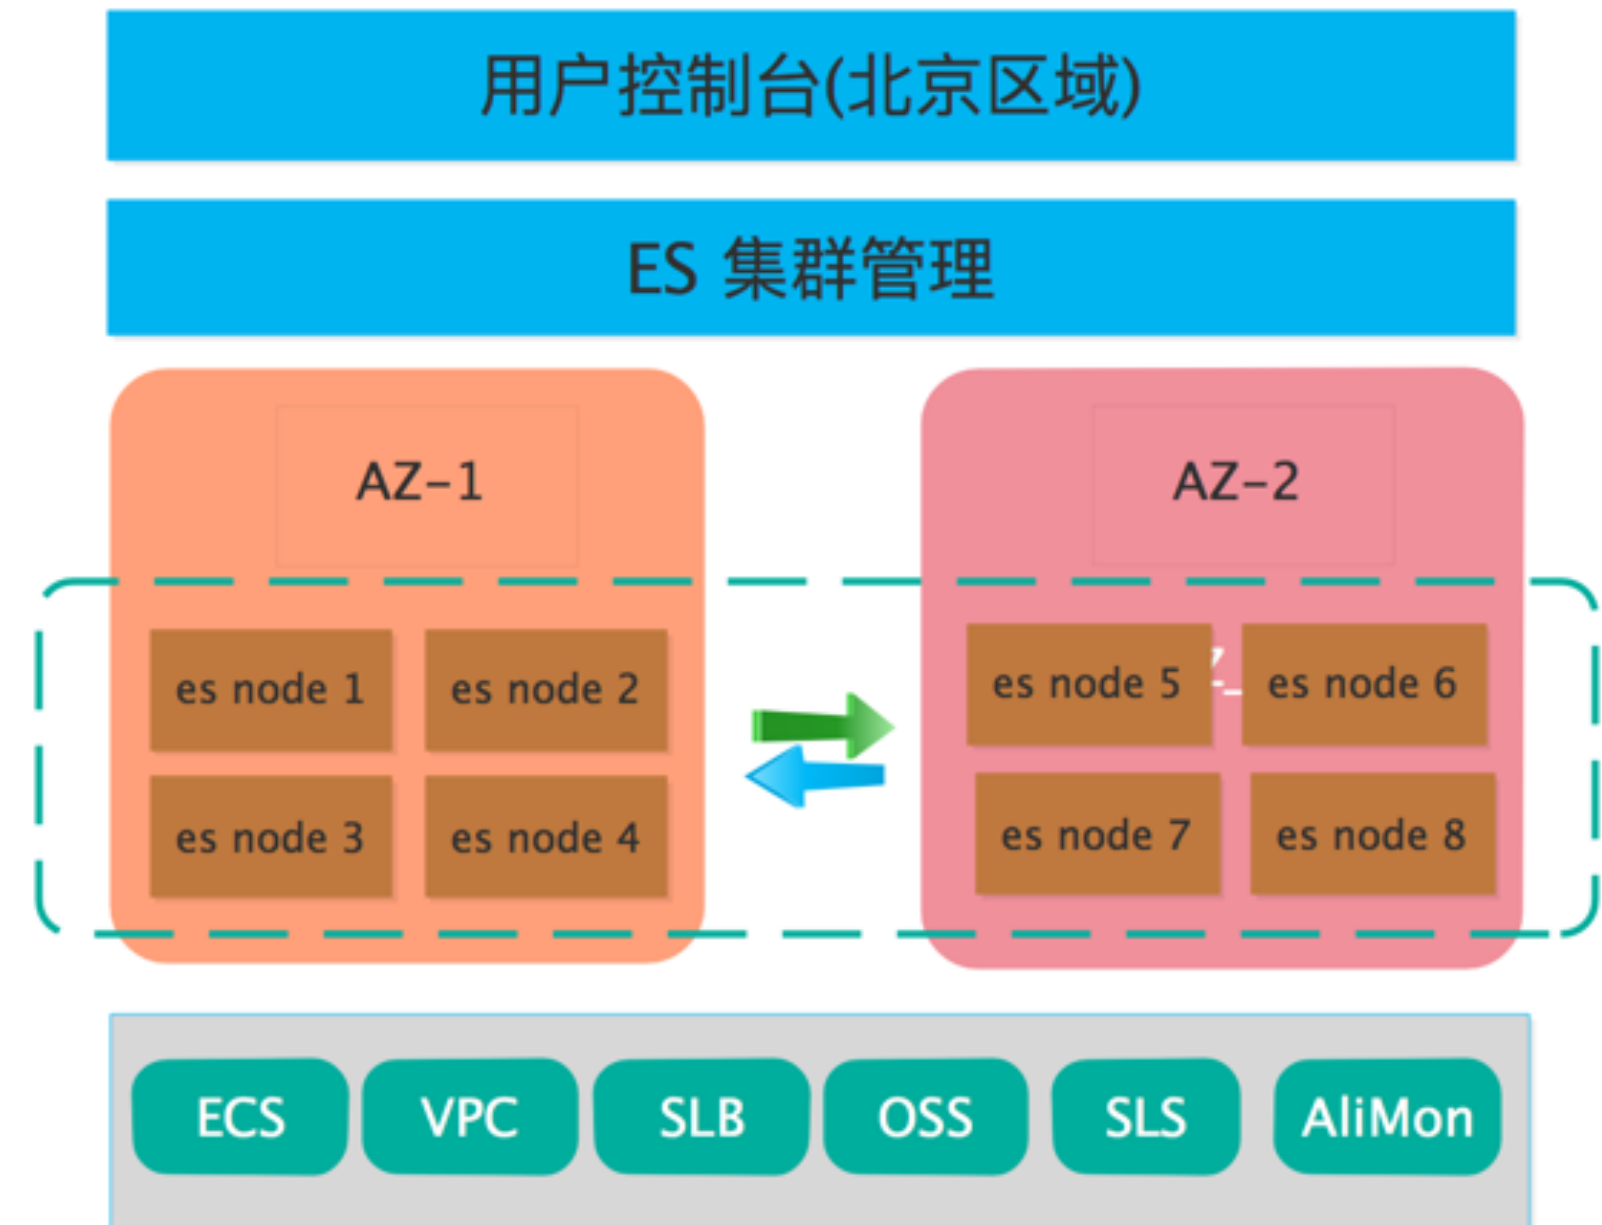 用户控制台(北京区域)
ES 集群管理
AZ-1
AZ-2
es node 1
es node 2
es node 5
es node 6
es node 3
es node 4
es node 7
es node 8
ECS
VPC
SLB
OSS
SLS
AliMon